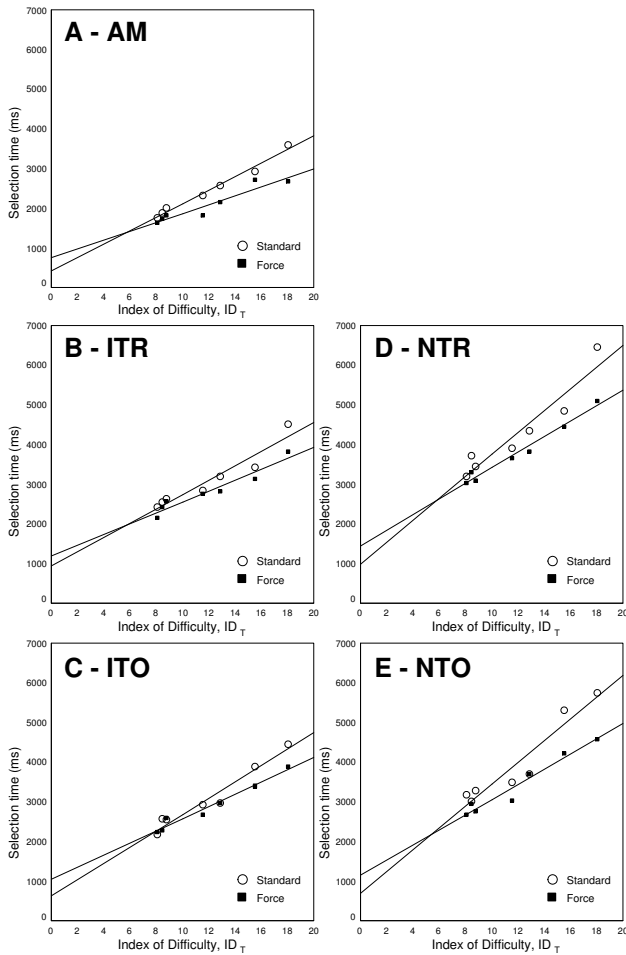 A - AM
7000
6000
5000
4000
3000
2000
1000
0
Selection time (ms)
Standard
Force
0 2 4 6 8 10 12 14 16 18 20
Index of Difficulty, ID T
B - ITR
7000
6000
5000
4000
3000
2000
1000
0
Selection time (ms)
Standard
Force
0 2 4 6 8 10 12 14 16 18 20
Index of Difficulty, ID T
D - NTR
7000
6000
5000
4000
3000
2000
1000
0
Selection time (ms)
Standard
Force
0 2 4 6 8 10 12 14 16 18 20
Index of Difficulty, ID T
C - ITO
7000
6000
5000
4000
3000
2000
1000
0
Selection time (ms)
Standard
Force
0 2 4 6 8 10 12 14 16 18 20
Index of Difficulty, ID T
E - NTO
7000
6000
5000
4000
3000
2000
1000
0
Selection time (ms)
Standard
Force
0 2 4 6 8 10 12 14 16 18 20
Index of Difficulty, ID T